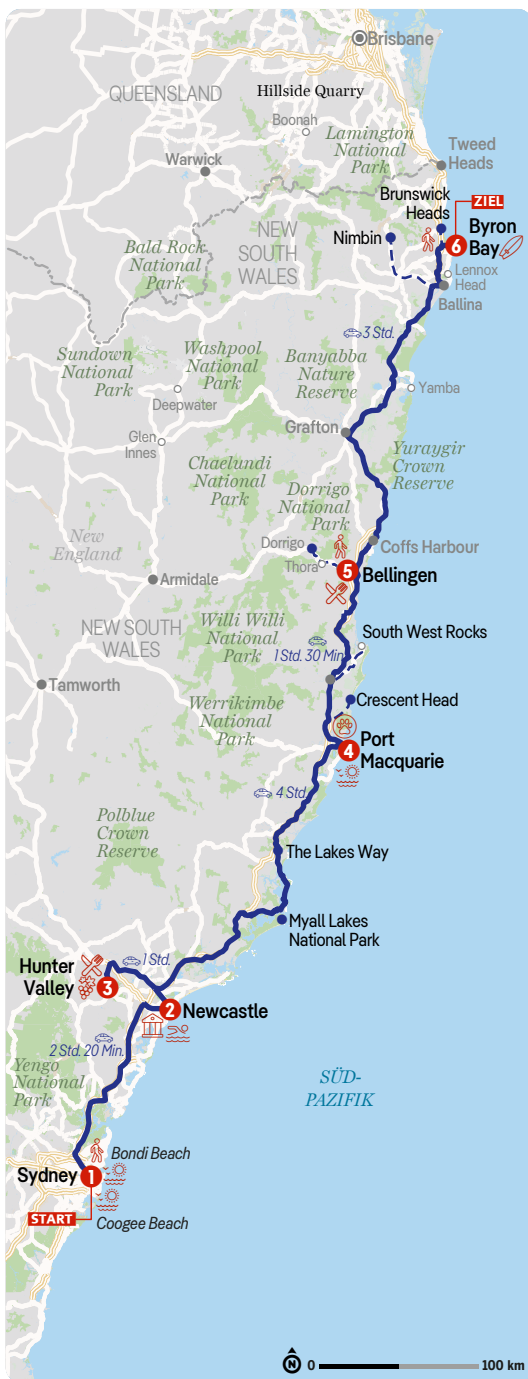 Brisbane
QUEENSLAND
Hillside Quarry
Boonah
Lamington
National
Park
Warwick
Tweed
Heads
Brunswick
Heads
ZIEL
NEW
SOUTH
WALES
Nimbin
6
Byron
Bay
Bald Rock
National
Park
Lennox
Head
Ballina
3 Std.
Sundown
National
Park
Washpool
National
Park
Banyabba
Nature
Reserve
Yamba
Deepwater
Grafton
Glen
Innes
Yuraygir
Crown
Reserve
Chaelundi
National
Park
Dorrigo
National
Park
New
England
Dorrigo
Coffs Harbour
Thora
5
Bellingen
Armidale
Willi Willi
National
Park
NEW SOUTH
WALES
South West Rocks
1 Std. 30 Min.
Tamworth
Werrikimbe
National
Park
Crescent Head
4
Port
Macquarie
4 Std.
Polblue
Crown
Reserve
The Lakes Way
Myall Lakes
National Park
1 Std.
Hunter
Valley
3
2
Newcastle
2 Std. 20 Min.
Yengo
National
Park
SÜD-
PAZIFIK
Bondi Beach
Sydney
1
START
Coogee Beach
N
0
100 km